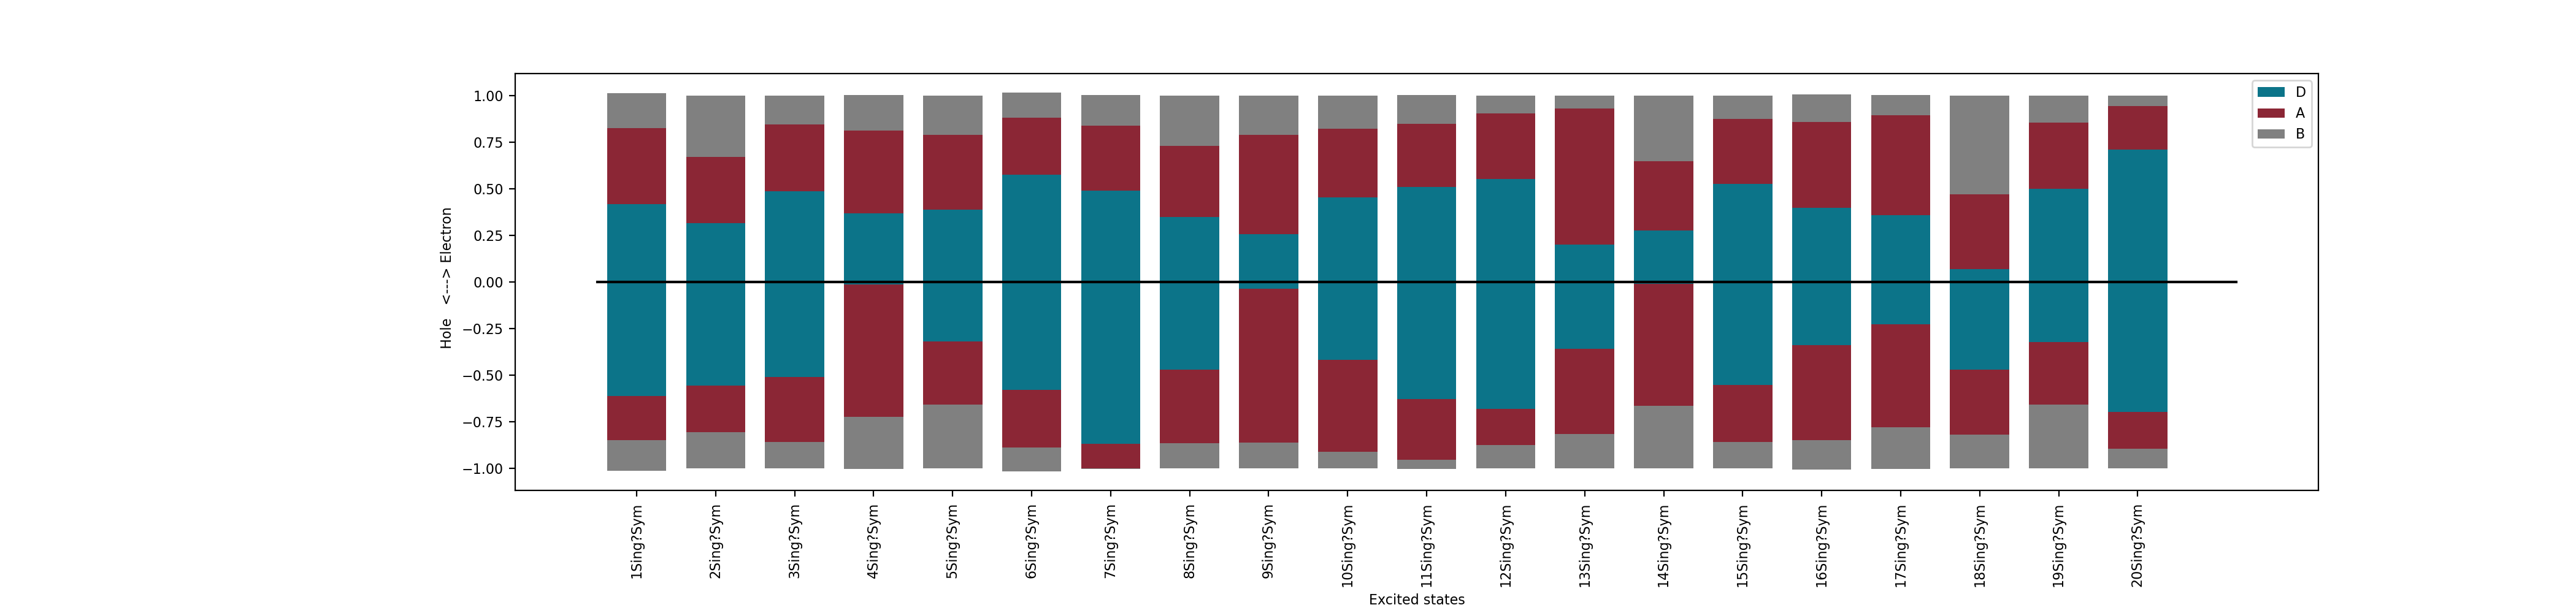 1.00
0.75
0.50
0.25
0.00
−0.25
−0.50
−0.75
−1.00
Hole <----> Electron
D
A
B
1Sing?Sym
2Sing?Sym
3Sing?Sym
4Sing?Sym
5Sing?Sym
6Sing?Sym
7Sing?Sym
8Sing?Sym
9Sing?Sym
10Sing?Sym
11Sing?Sym
12Sing?Sym
13Sing?Sym
14Sing?Sym
15Sing?Sym
16Sing?Sym
17Sing?Sym
18Sing?Sym
19Sing?Sym
20Sing?Sym
Excited states